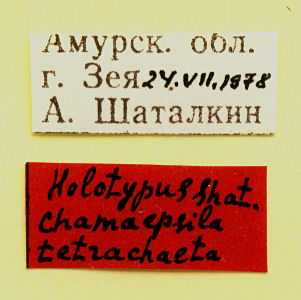 Амурск. обл.
г. Зея 24.VII.1978
А. Шаталкин
Holotypus Shat.
Chamaepsila
tetrachaeta